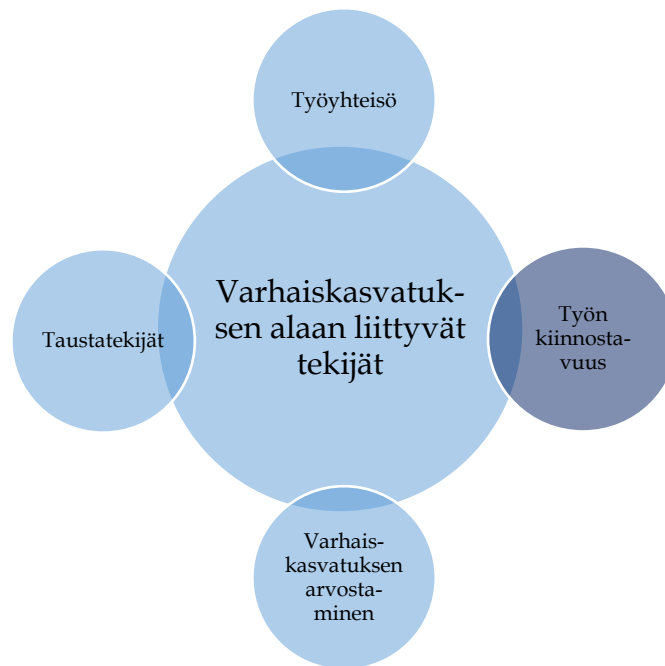 Työyhteisö
Varhaiskasvatuk-
sen alaan liittyvät
tekijät
Taustatekijät
Työn
kiinnosta-
vuus
Varhais-
kasvatuksen
arvosta-
minen